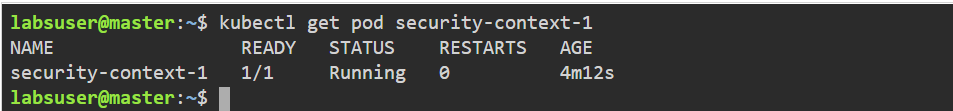 labsuser@master:~$ kubectl get pod security-context-1
NAME                 READY   STATUS    RESTARTS   AGE
security-context-1   1/1     Running   0          4m12s
labsuser@master:~$